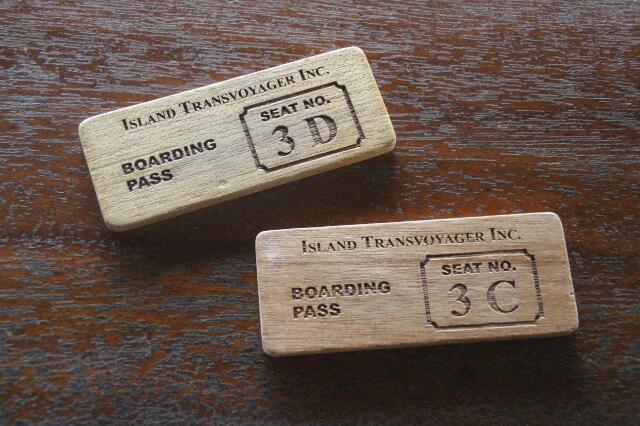 Island Transvoyager Inc.
Boarding
Pass
Seat No.
3 D
Island Transvoyager Inc.
Boarding
Pass
Seat No.
3 C